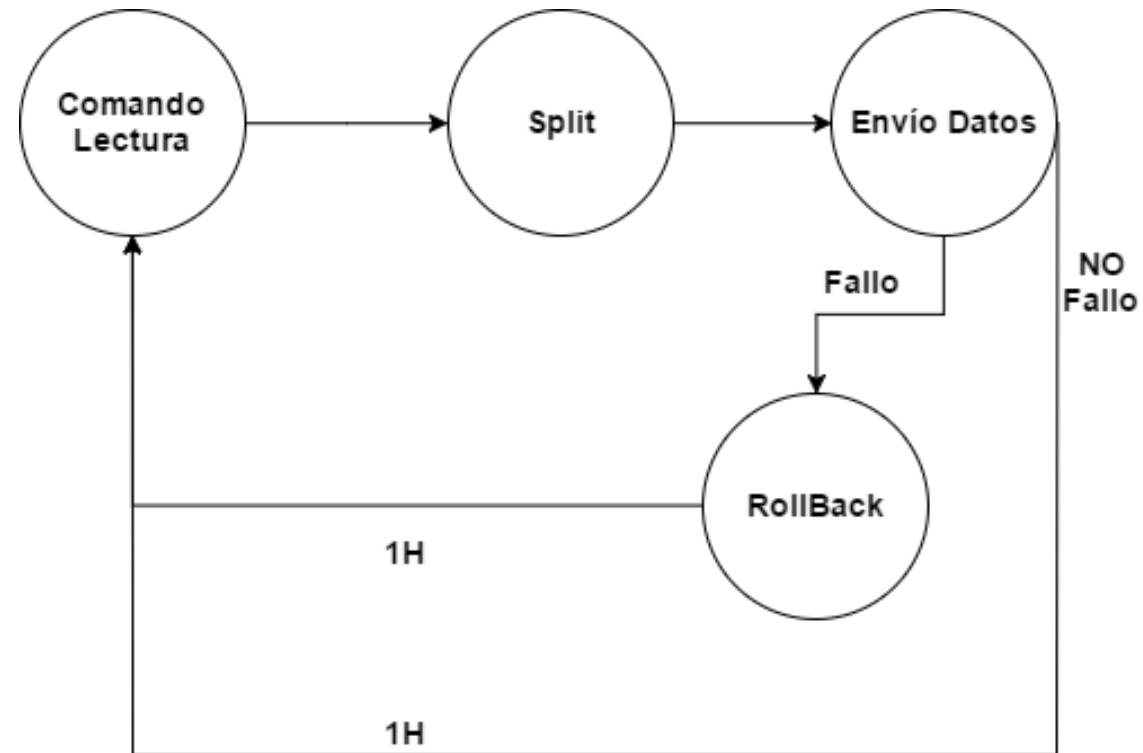 Comando
Lectura
Split
Envío Datos
Fallo
NO
Fallo
RollBack
1H
1H